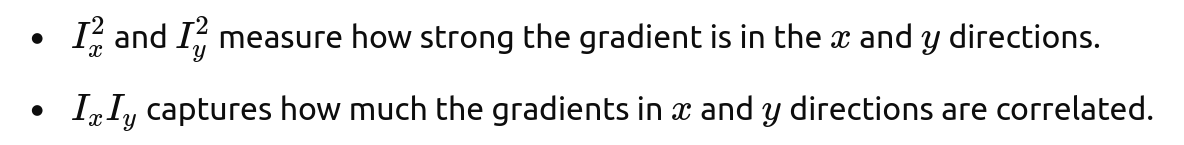 • $I_x^2$ and $I_y^2$ measure how strong the gradient is in the $x$ and $y$ directions.
• $I_x I_y$ captures how much the gradients in $x$ and $y$ directions are correlated.